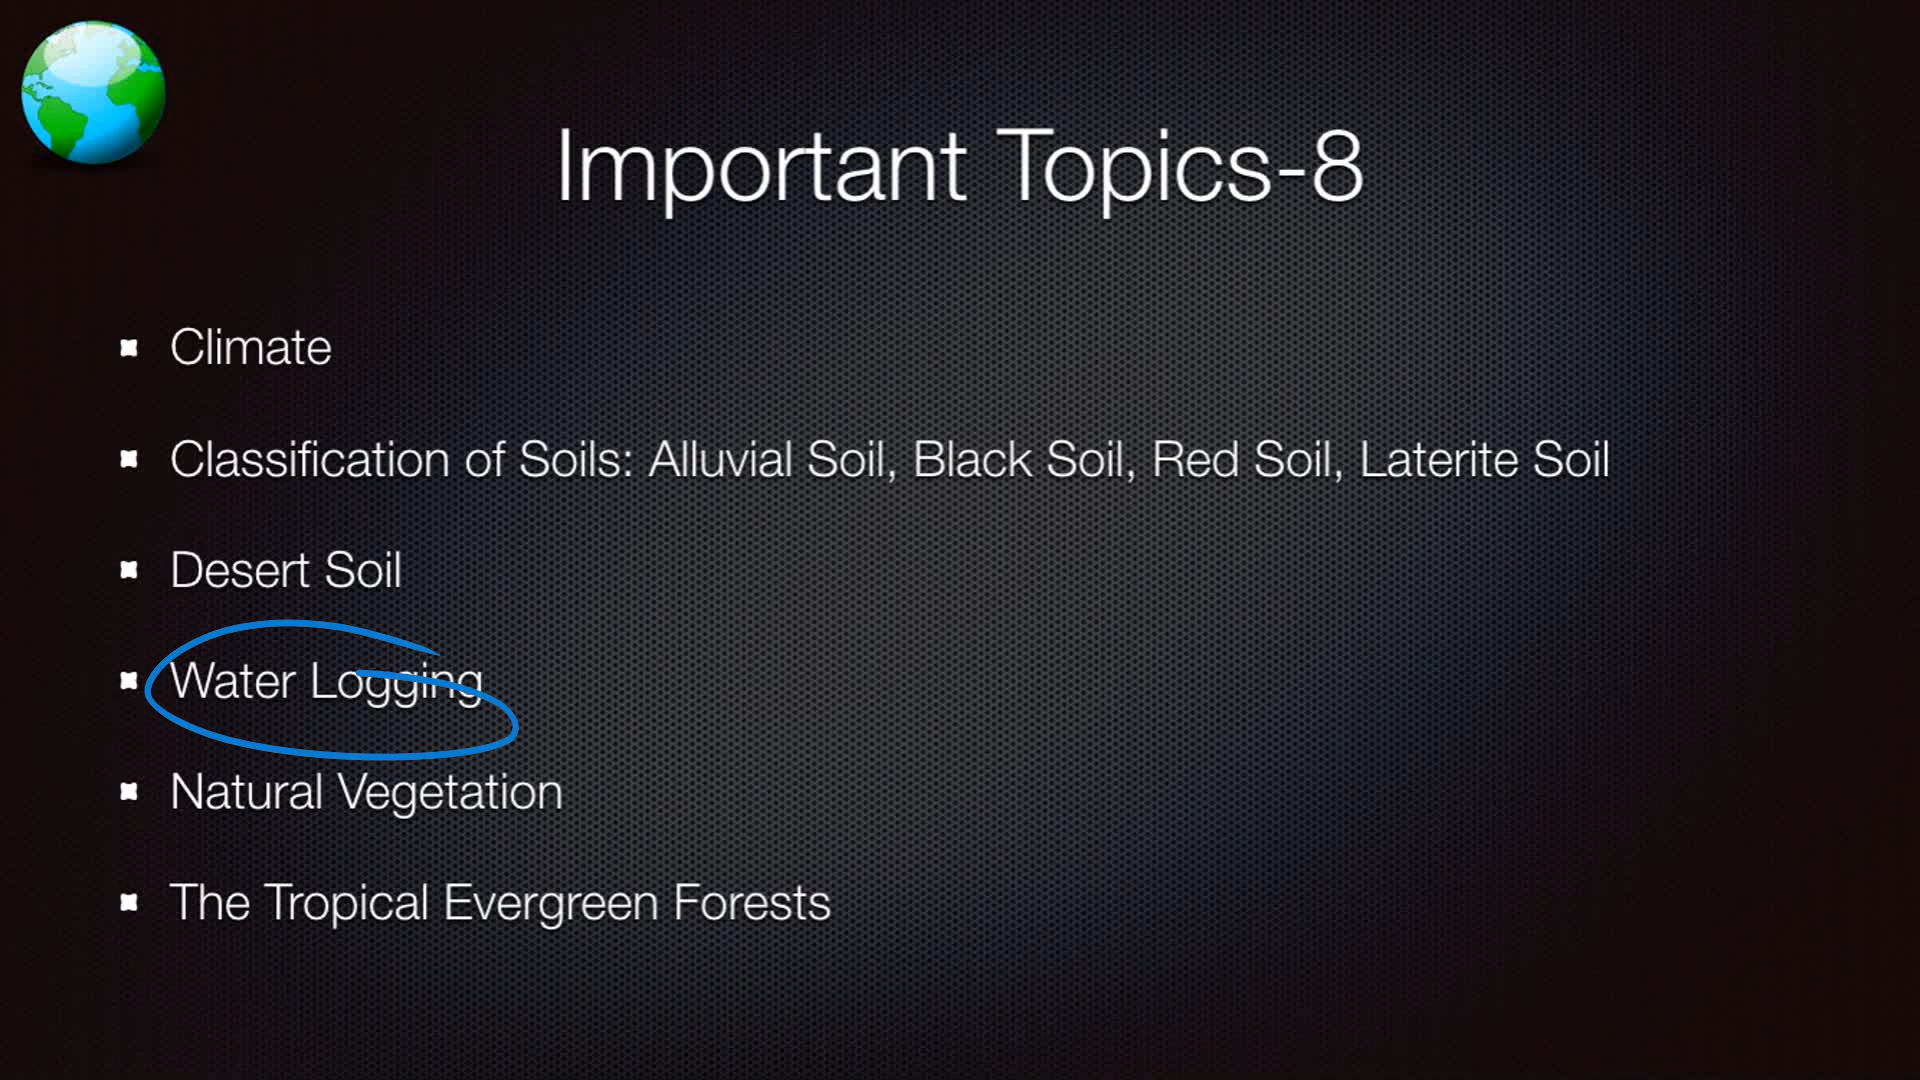 Important Topics-8
Climate
Classification of Soils: Alluvial Soil, Black Soil, Red Soil, Laterite Soil
Desert Soil
Water Logging
Natural Vegetation
The Tropical Evergreen Forests